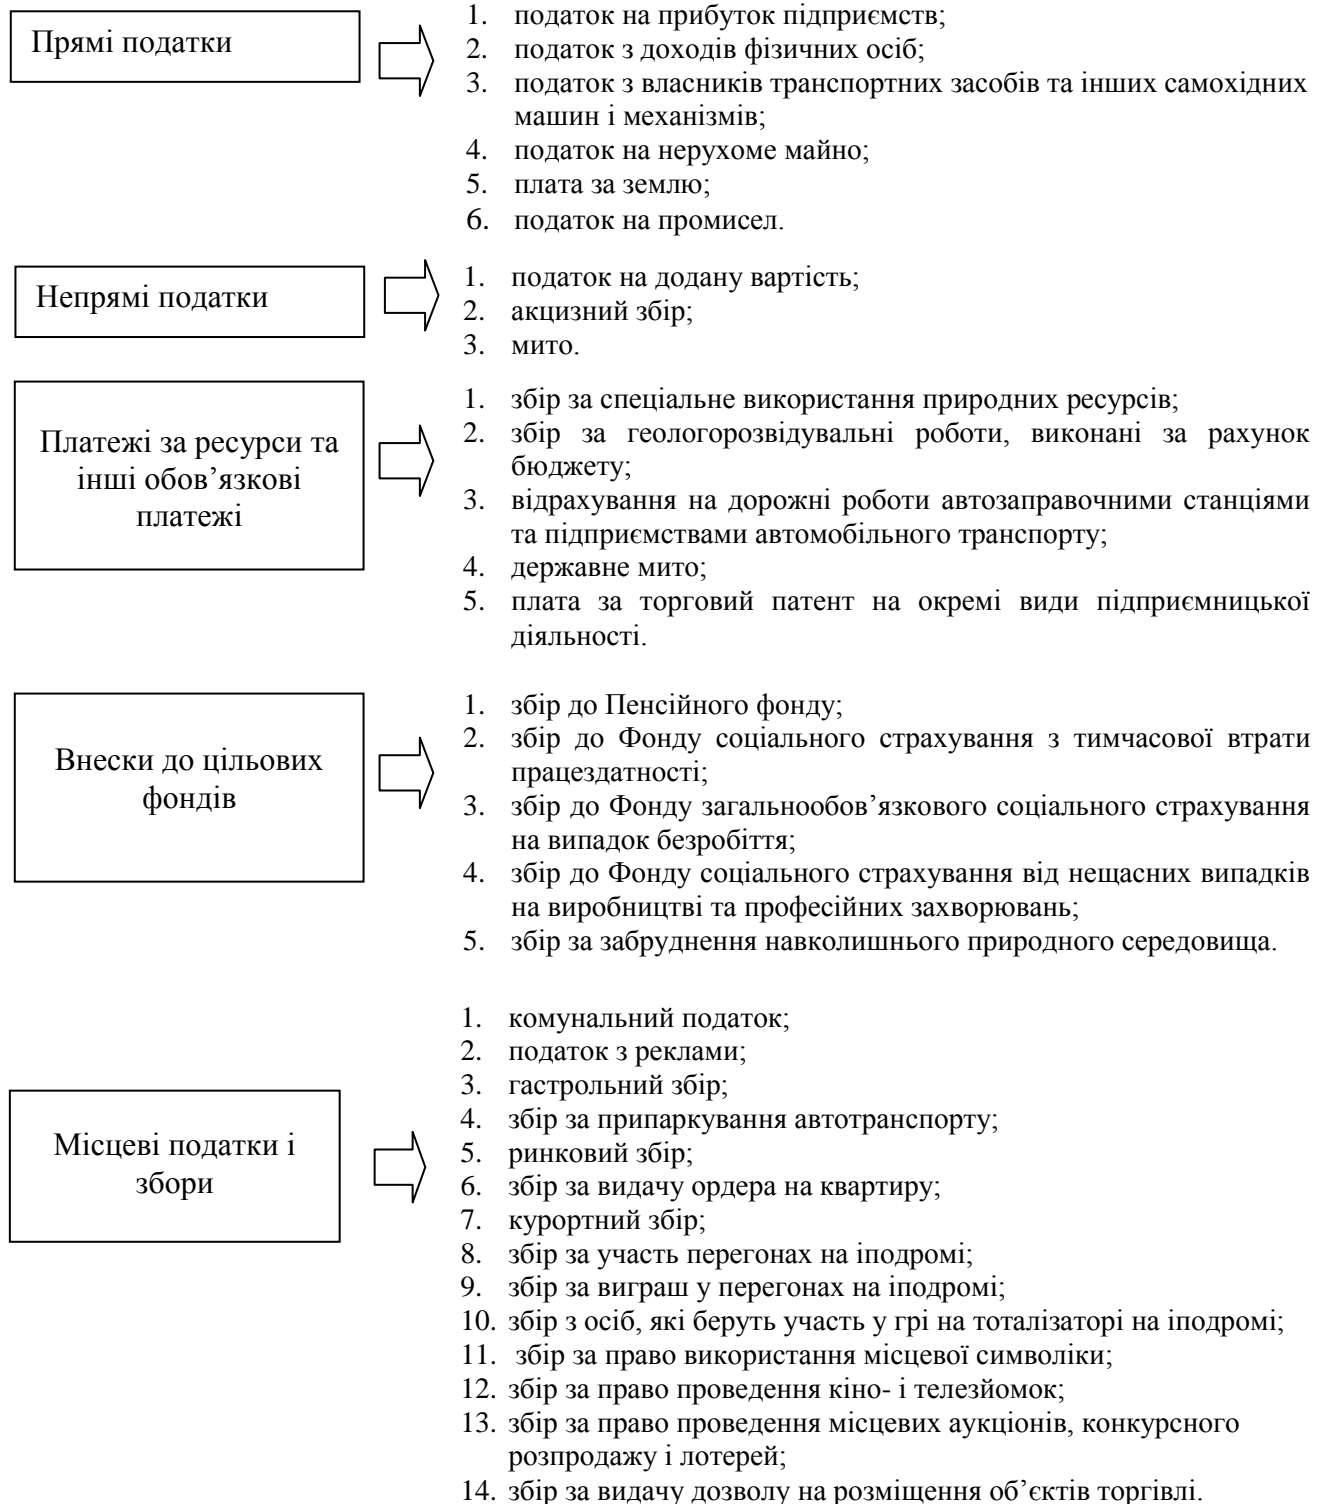 Прямі податки
1. податок на прибуток підприємств;
2. податок з доходів фізичних осіб;
3. податок з власників транспортних засобів та інших самохідних
машин і механізмів;
4. податок на нерухоме майно;
5. плата за землю;
6. податок на промисел.
Непрямі податки
1. податок на додану вартість;
2. акцизний збір;
3. мито.
Платежі за ресурси та
інші обов’язкові
платежі
1. збір за спеціальне використання природних ресурсів;
2. збір за геологорозвідувальні роботи, виконані за рахунок
бюджету;
3. відрахування на дорожні роботи автозаправочними станціями
та підприємствами автомобільного транспорту;
4. державне мито;
5. плата за торговий патент на окремі види підприємницької
діяльності.
Внески до цільових
фондів
1. збір до Пенсійного фонду;
2. збір до Фонду соціального страхування з тимчасової втрати
працездатності;
3. збір до Фонду загальнообов’язкового соціального страхування
на випадок безробіття;
4. збір до Фонду соціального страхування від нещасних випадків
на виробництві та професійних захворювань;
5. збір за забруднення навколишнього природного середовища.
Місцеві податки і
збори
1. комунальний податок;
2. податок з реклами;
3. гастрольний збір;
4. збір за припаркування автотранспорту;
5. ринковий збір;
6. збір за видачу ордера на квартиру;
7. курортний збір;
8. збір за участь перегонах на іподромі;
9. збір за виграш у перегонах на іподромі;
10. збір з осіб, які беруть участь у грі на тоталізаторі на іподромі;
11. збір за право використання місцевої символіки;
12. збір за право проведення кіно- і телезйомок;
13. збір за право проведення місцевих аукціонів, конкурсного
розпродажу і лотерей;
14. збір за видачу дозволу на розміщення об’єктів торгівлі.